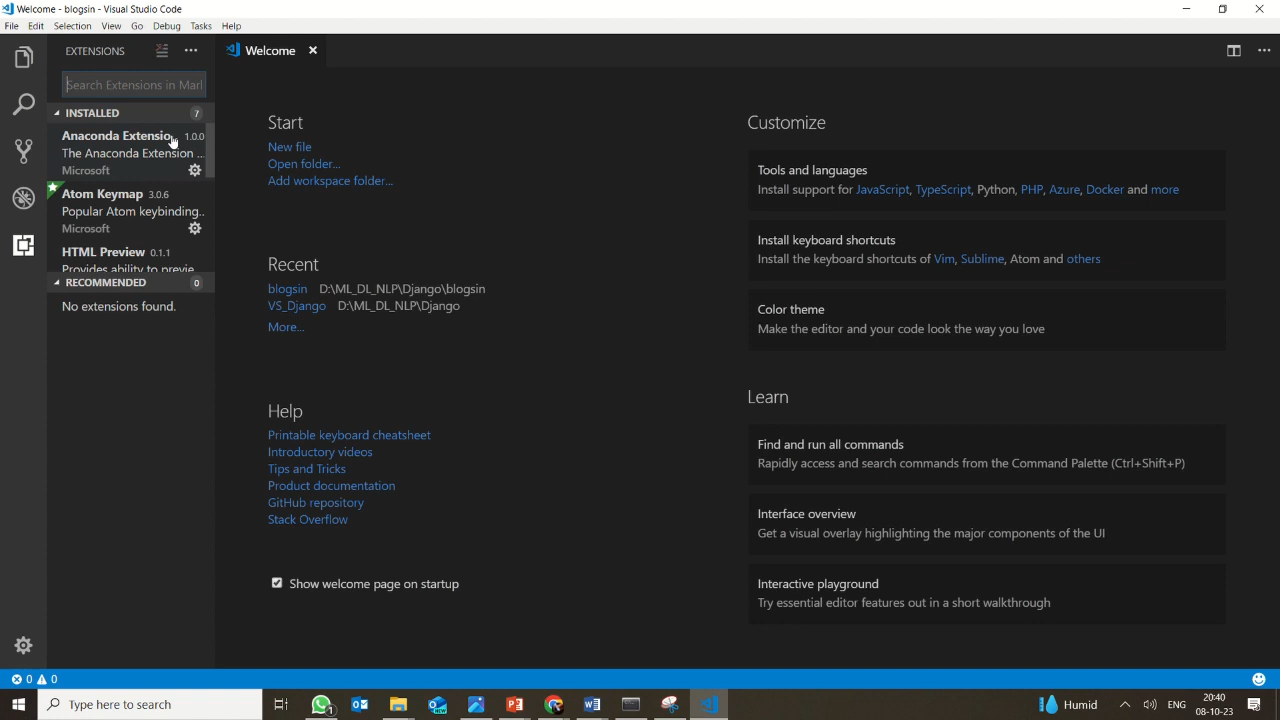 Welcome - blogsin - Visual Studio Code
File Edit Selection View Go Debug Tasks Help
EXTENSIONS
Search Extensions in Marl
INSTALLED 7
Anaconda Extensio 1.0.0
The Anaconda Extension ...
Microsoft
Atom Keymap 3.0.6
Popular Atom keybinding...
Microsoft
HTML Preview 0.1.1
Provides ability to previe
RECOMMENDED 0
No extensions found.
Welcome
Start
New file
Open folder...
Add workspace folder...
Recent
blogsin D:\ML_DL_NLP\Django\blogsin
VS_Django D:\ML_DL_NLP\Django
More...
Help
Printable keyboard cheatsheet
Introductory videos
Tips and Tricks
Product documentation
GitHub repository
Stack Overflow
Show welcome page on startup
Customize
Tools and languages
Install support for JavaScript, TypeScript, Python, PHP, Azure, Docker and more
Install keyboard shortcuts
Install the keyboard shortcuts of Vim, Sublime, Atom and others
Color theme
Make the editor and your code look the way you love
Learn
Find and run all commands
Rapidly access and search commands from the Command Palette (Ctrl+Shift+P)
Interface overview
Get a visual overlay highlighting the major components of the UI
Interactive playground
Try essential editor features out in a short walkthrough
0 0
Type here to search
1
NEW
Humid
ENG
20:40
08-10-23